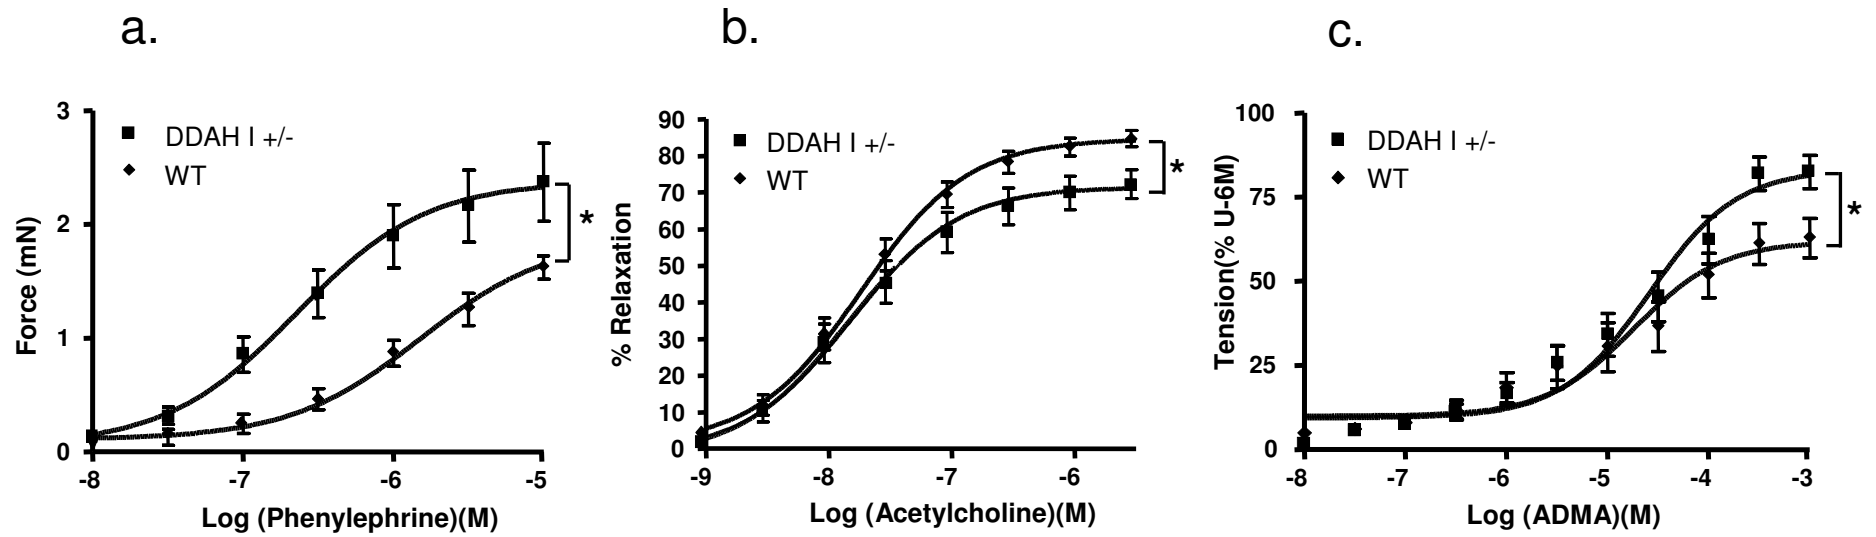 a.
3
2
1
0
Force (mN)
DDAH I +/-
WT
*
-8 -7 -6 -5
Log (Phenylephrine)(M)
b.
90
80
70
60
50
40
30
20
10
0
% Relaxation
DDAH I +/-
WT
*
-9 -8 -7 -6
Log (Acetylcholine)(M)
c.
100
75
50
25
0
Tension(% U-6M)
DDAH I +/-
WT
*
-8 -7 -6 -5 -4 -3
Log (ADMA)(M)